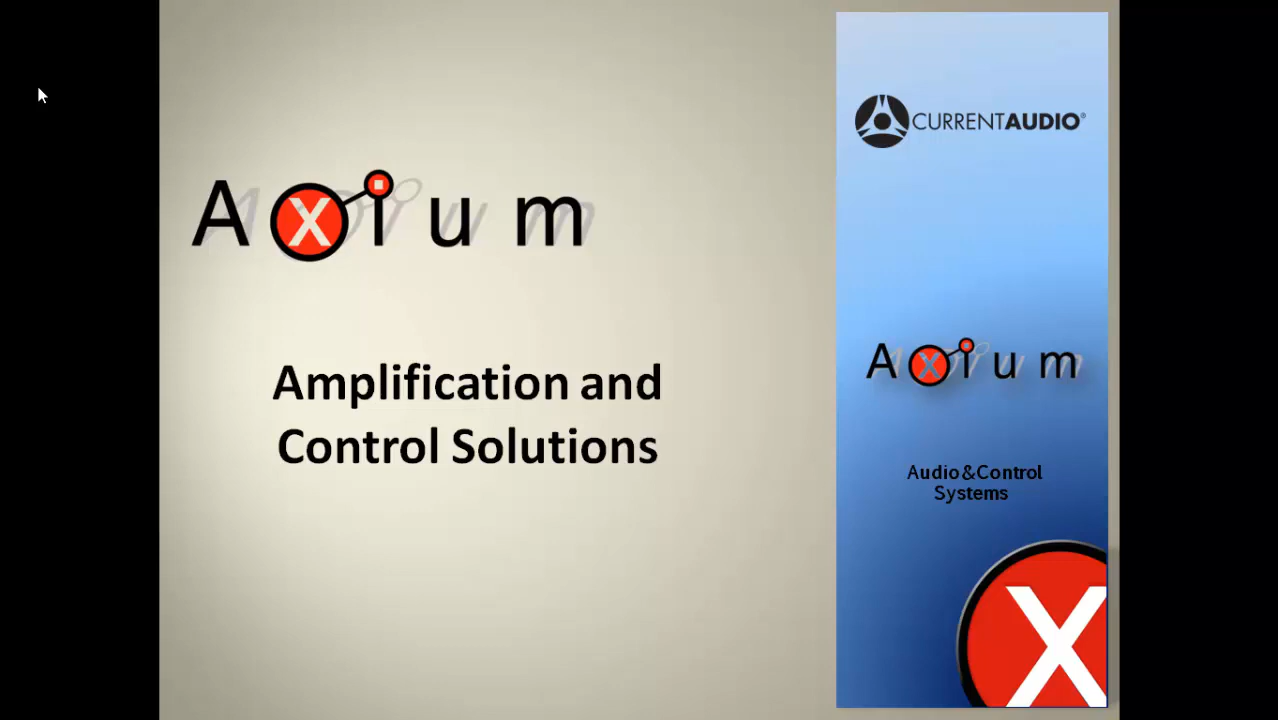 Axium
Amplification and
Control Solutions
CURRENTAUDIO®
Axium
Audio&Control
Systems
X